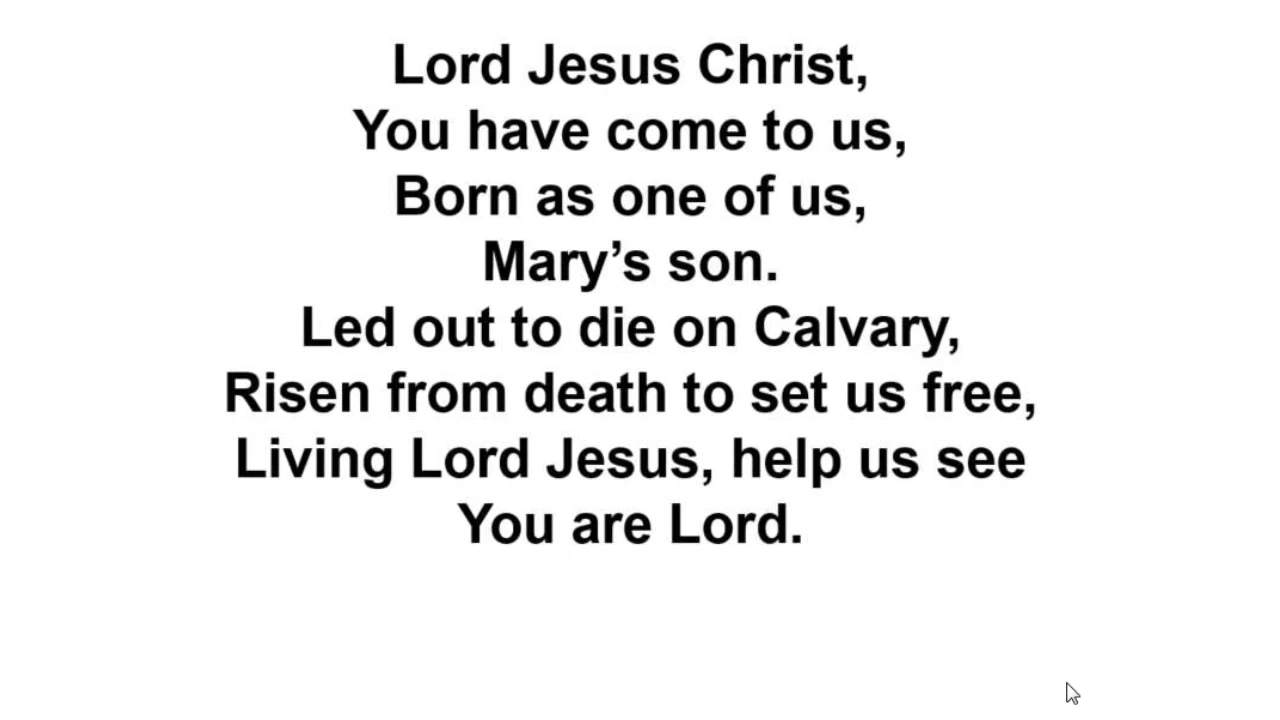 Lord Jesus Christ,
You have come to us,
Born as one of us,
Mary’s son.
Led out to die on Calvary,
Risen from death to set us free,
Living Lord Jesus, help us see
You are Lord.